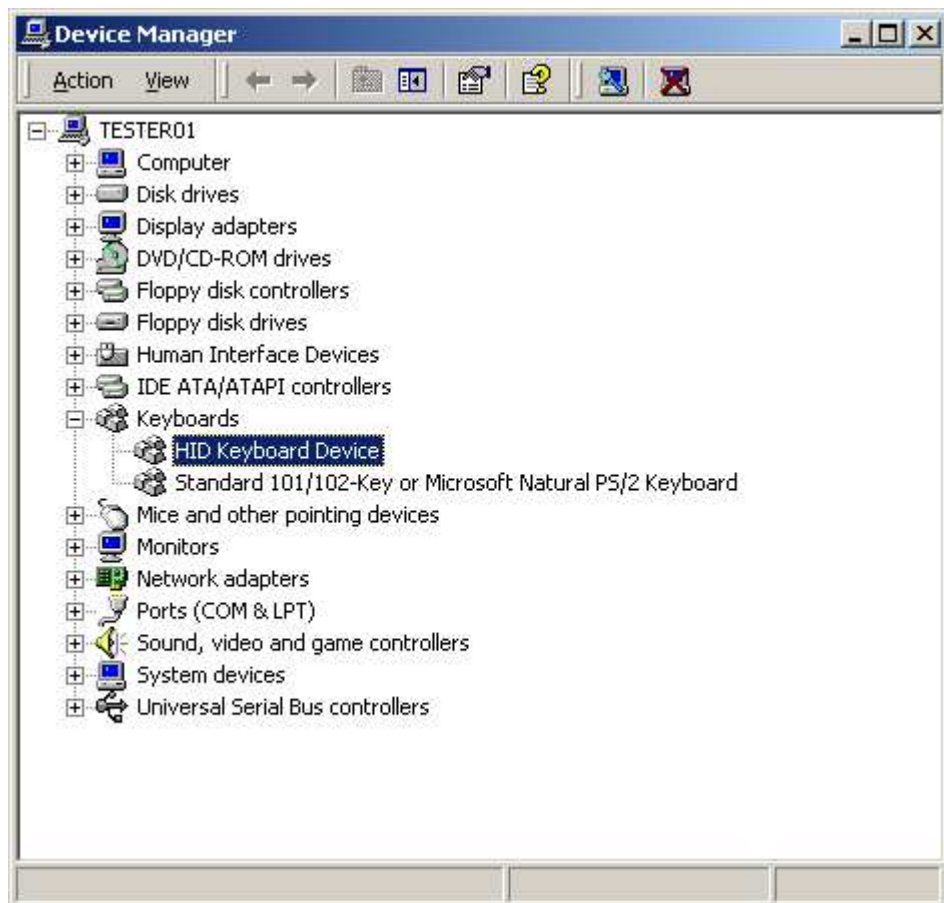 Device Manager
Action View
TESTER01
Computer
Disk drives
Display adapters
DVD/CD-ROM drives
Floppy disk controllers
Floppy disk drives
Human Interface Devices
IDE ATA/ATAPI controllers
Keyboards
HID Keyboard Device
Standard 101/102-Key or Microsoft Natural PS/2 Keyboard
Mice and other pointing devices
Monitors
Network adapters
Ports (COM & LPT)
Sound, video and game controllers
System devices
Universal Serial Bus controllers